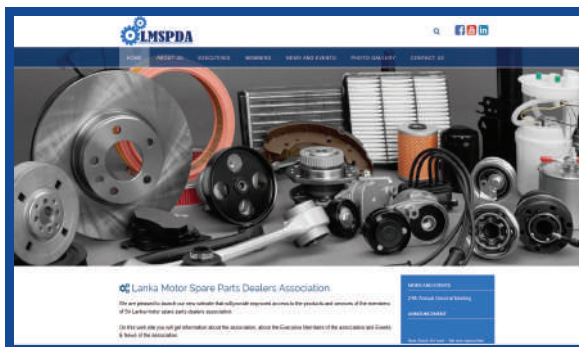 LMSPDA
HOME ABOUT US EXECUTIVES MEMBERS NEWS AND EVENTS PHOTO GALLERY CONTACT US
Lanka Motor Spare Parts Dealers Association.
We are pleased to launch our new website that will provide improved access to the products and services of the members
of Sri Lanka motor spare parts dealers association.
On this web site you will get information about the association, about the Executive Members of the association and Events
& News of the association.
NEWS AND EVENTS
Annual General Meeting
ANNOUNCEMENT